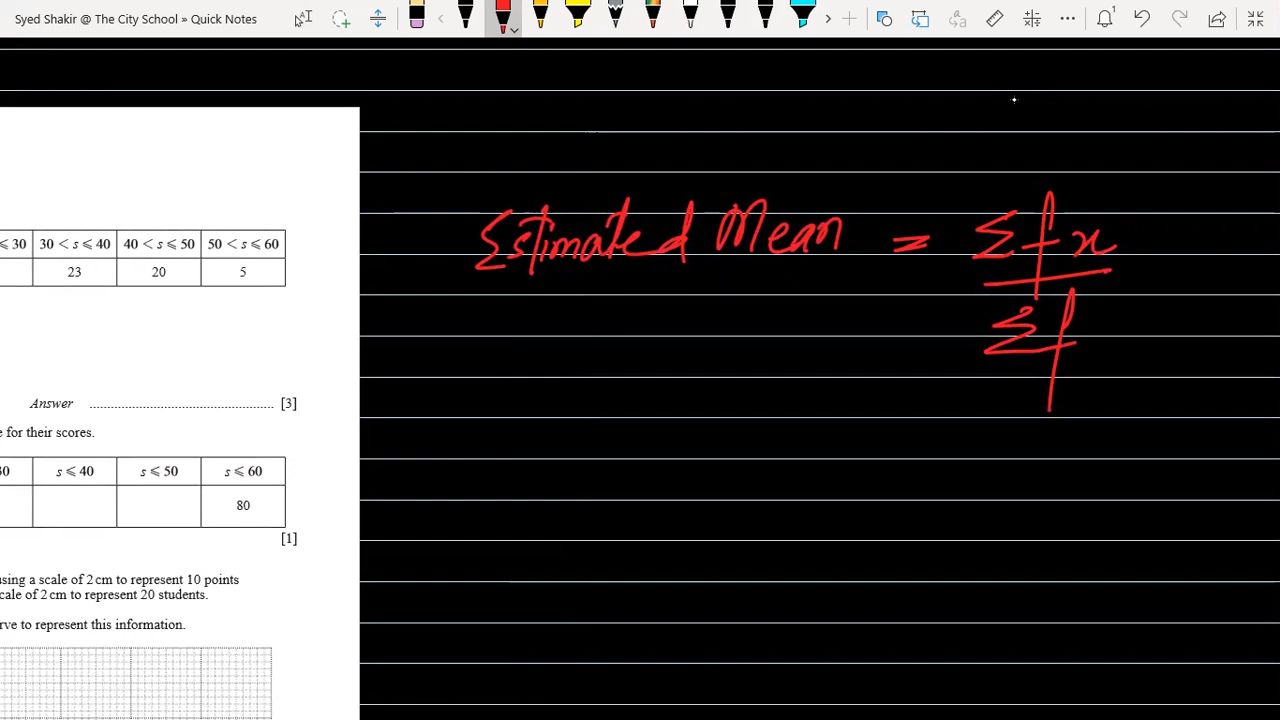 Syed Shakir @ The City School » Quick Notes
⩽ 30 30 < s ⩽ 40 40 < s ⩽ 50 50 < s ⩽ 60
23 20 5
Estimated Mean = Σfx
Σf
Answer ................................................ [3]
e for their scores.
30 s ⩽ 40 s ⩽ 50 s ⩽ 60
80
[1]
sing a scale of 2 cm to represent 10 points
cale of 2 cm to represent 20 students.
rve to represent this information.